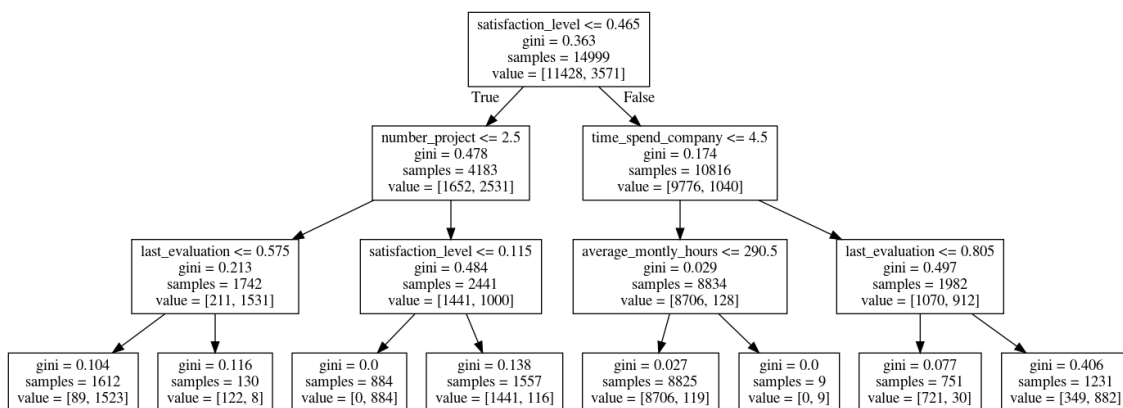 satisfaction_level <= 0.465
gini = 0.363
samples = 14999
value = [11428, 3571]
True
False
number_project <= 2.5
gini = 0.478
samples = 4183
value = [1652, 2531]
time_spend_company <= 4.5
gini = 0.174
samples = 10816
value = [9776, 1040]
last_evaluation <= 0.575
gini = 0.213
samples = 1742
value = [211, 1531]
satisfaction_level <= 0.115
gini = 0.484
samples = 2441
value = [1441, 1000]
average_montly_hours <= 290.5
gini = 0.029
samples = 8834
value = [8706, 128]
last_evaluation <= 0.805
gini = 0.497
samples = 1982
value = [1070, 912]
gini = 0.104
samples = 1612
value = [89, 1523]
gini = 0.116
samples = 130
value = [122, 8]
gini = 0.0
samples = 884
value = [0, 884]
gini = 0.138
samples = 1557
value = [1441, 116]
gini = 0.027
samples = 8825
value = [8706, 119]
gini = 0.0
samples = 9
value = [0, 9]
gini = 0.077
samples = 751
value = [721, 30]
gini = 0.406
samples = 1231
value = [349, 882]